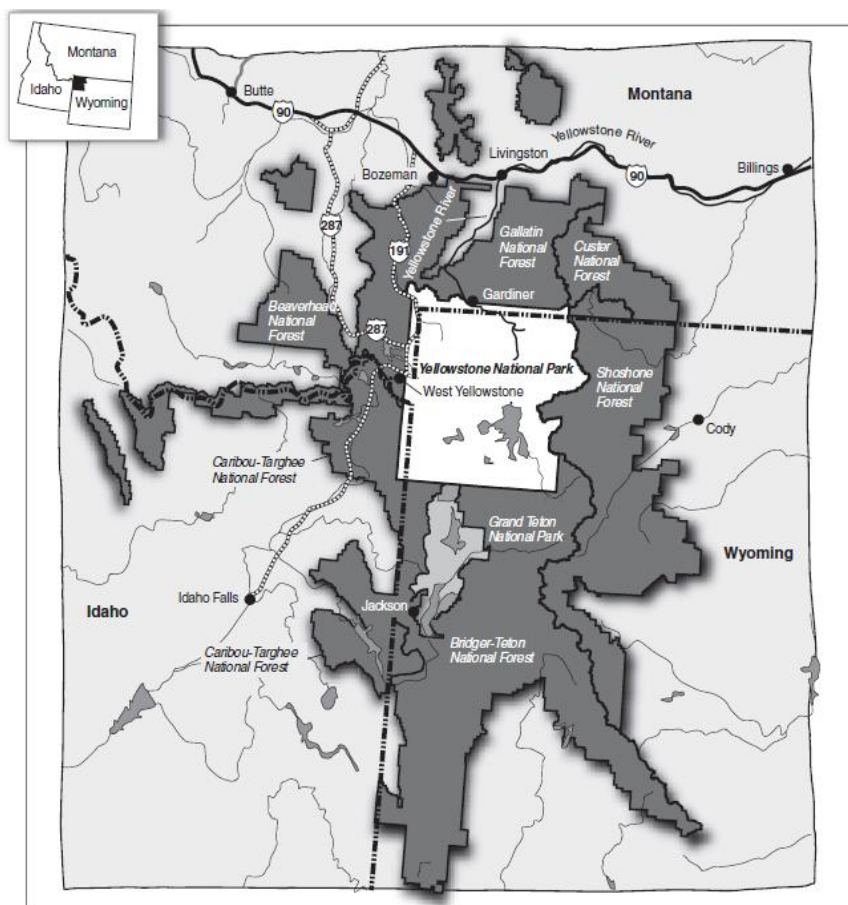 Montana
Idaho
Wyoming
Butte
90
Montana
Yellowstone River
Livingston
Bozeman
Billings
90
287
191
Yellowstone River
Gallatin
National
Forest
Custer
National
Forest
Beaverhead
National
Forest
Gardiner
287
Yellowstone National Park
West Yellowstone
Shoshone
National
Forest
Cody
Caribou-Targhee
National Forest
Grand Teton
National Park
Wyoming
Idaho Falls
Idaho
Jackson
Caribou-Targhee
National Forest
Bridger-Teton
National Forest